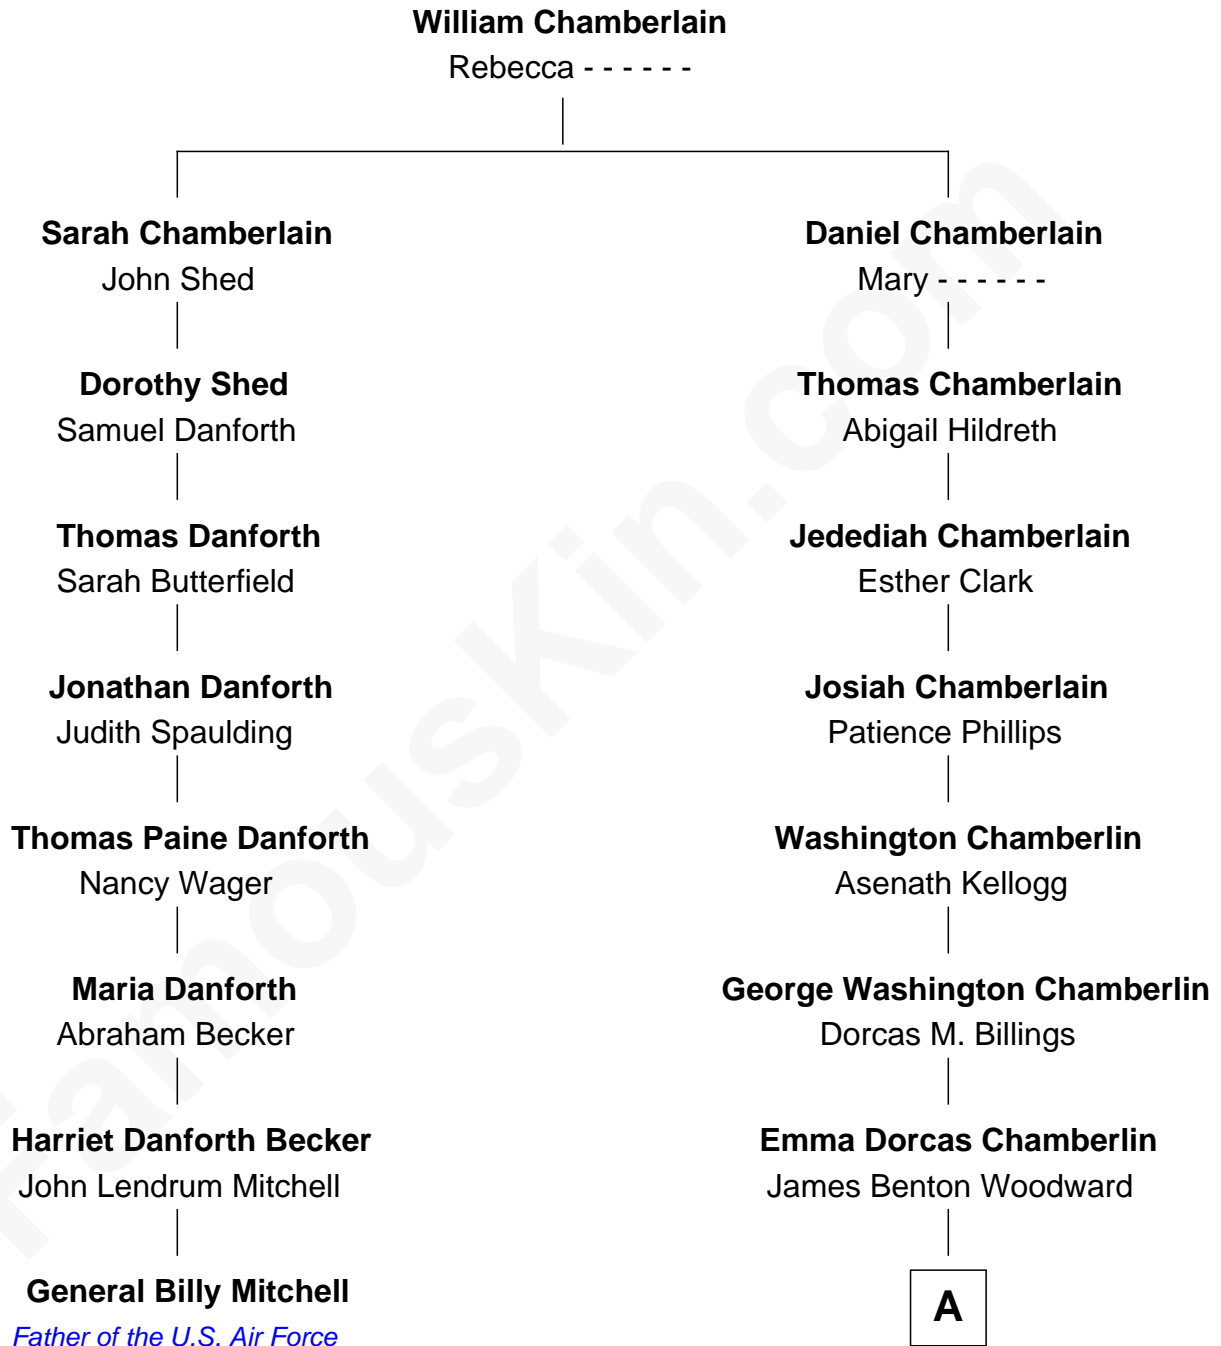 William Chamberlain
Rebecca - - - - - -
Sarah Chamberlain
John Shed
Daniel Chamberlain
Mary - - - - - -
Dorothy Shed
Samuel Danforth
Thomas Chamberlain
Abigail Hildreth
Thomas Danforth
Sarah Butterfield
Jedediah Chamberlain
Esther Clark
Jonathan Danforth
Judith Spaulding
Josiah Chamberlain
Patience Phillips
Thomas Paine Danforth
Nancy Wager
Washington Chamberlin
Asenath Kellogg
Maria Danforth
Abraham Becker
George Washington Chamberlin
Dorcas M. Billings
Harriet Danforth Becker
John Lendrum Mitchell
Emma Dorcas Chamberlin
James Benton Woodward
General Billy Mitchell
Father of the U.S. Air Force
A
FamousKin.com